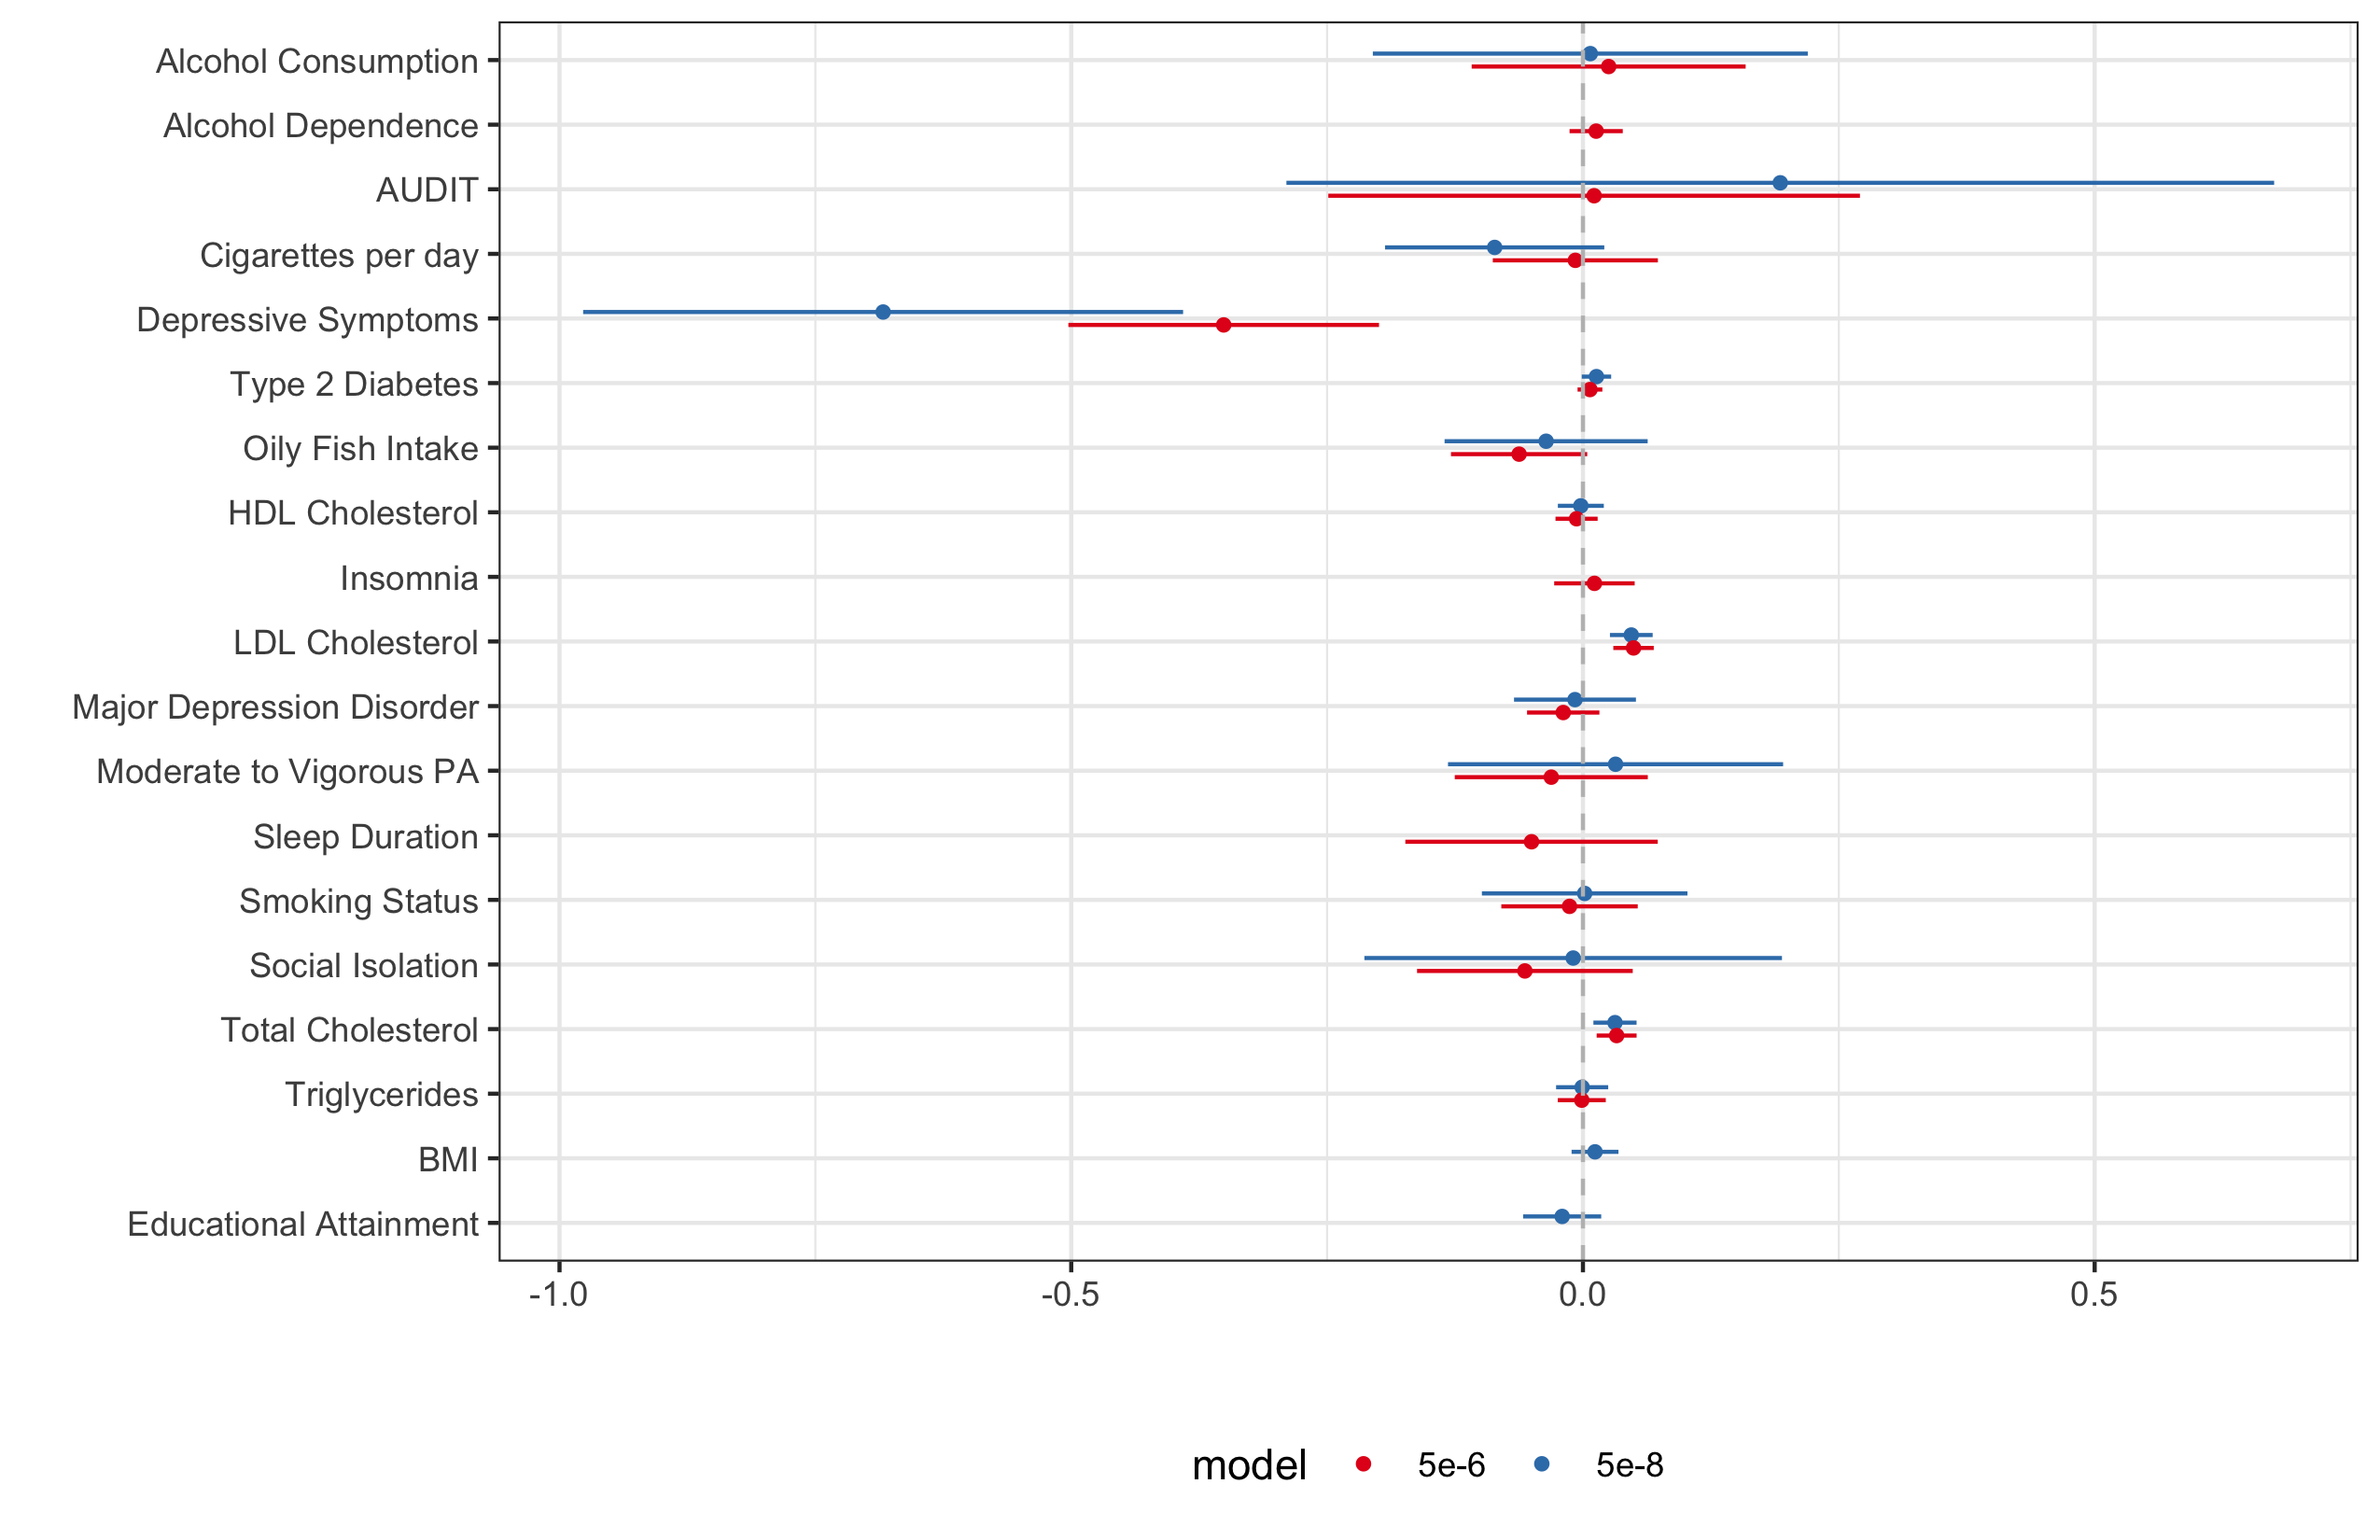 Alcohol Consumption
Alcohol Dependence
AUDIT
Cigarettes per day
Depressive Symptoms
Type 2 Diabetes
Oily Fish Intake
HDL Cholesterol
Insomnia
LDL Cholesterol
Major Depression Disorder
Moderate to Vigorous PA
Sleep Duration
Smoking Status
Social Isolation
Total Cholesterol
Triglycerides
BMI
Educational Attainment
-1.0 -0.5 0.0 0.5
model 5e-6 5e-8